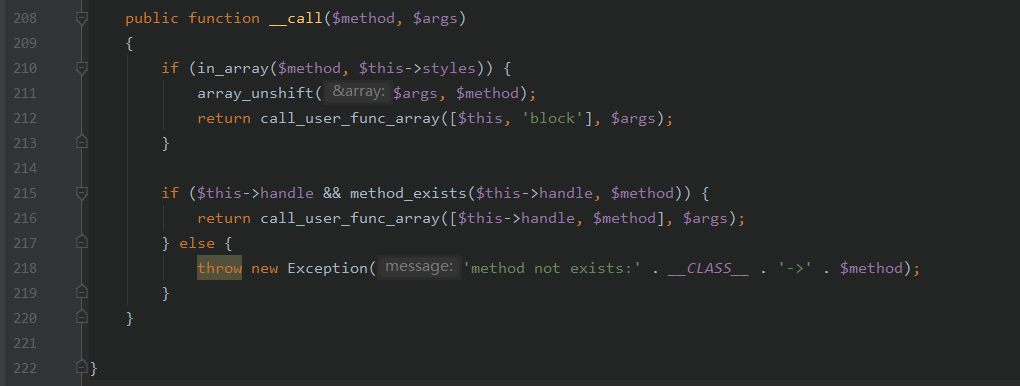 208 public function __call($method, $args)
209 {
210 if (in_array($method, $this->styles)) {
211 array_unshift( &array: $args, $method);
212 return call_user_func_array([$this, 'block'], $args);
213 }
214
215 if ($this->handle && method_exists($this->handle, $method)) {
216 return call_user_func_array([$this->handle, $method], $args);
217 } else {
218 throw new Exception( message: 'method not exists:' . __CLASS__ . '->' . $method);
219 }
220 }
221
222 }